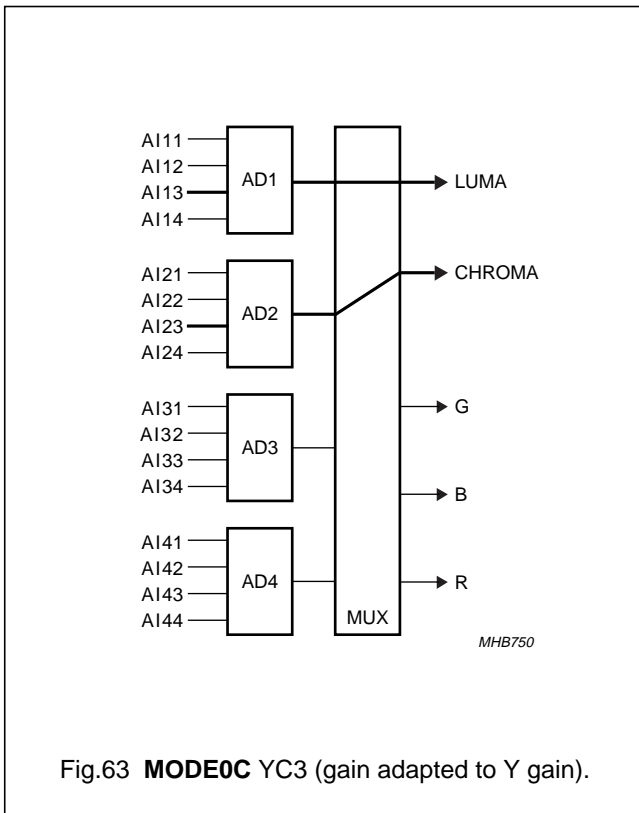 AI11
AI12
AI13
AI14
AD1
LUMA
AI21
AI22
AI23
AI24
AD2
CHROMA
AI31
AI32
AI33
AI34
AD3
G
B
AI41
AI42
AI43
AI44
AD4
R
MUX
MHB750
Fig.63 MODE0C YC3 (gain adapted to Y gain).